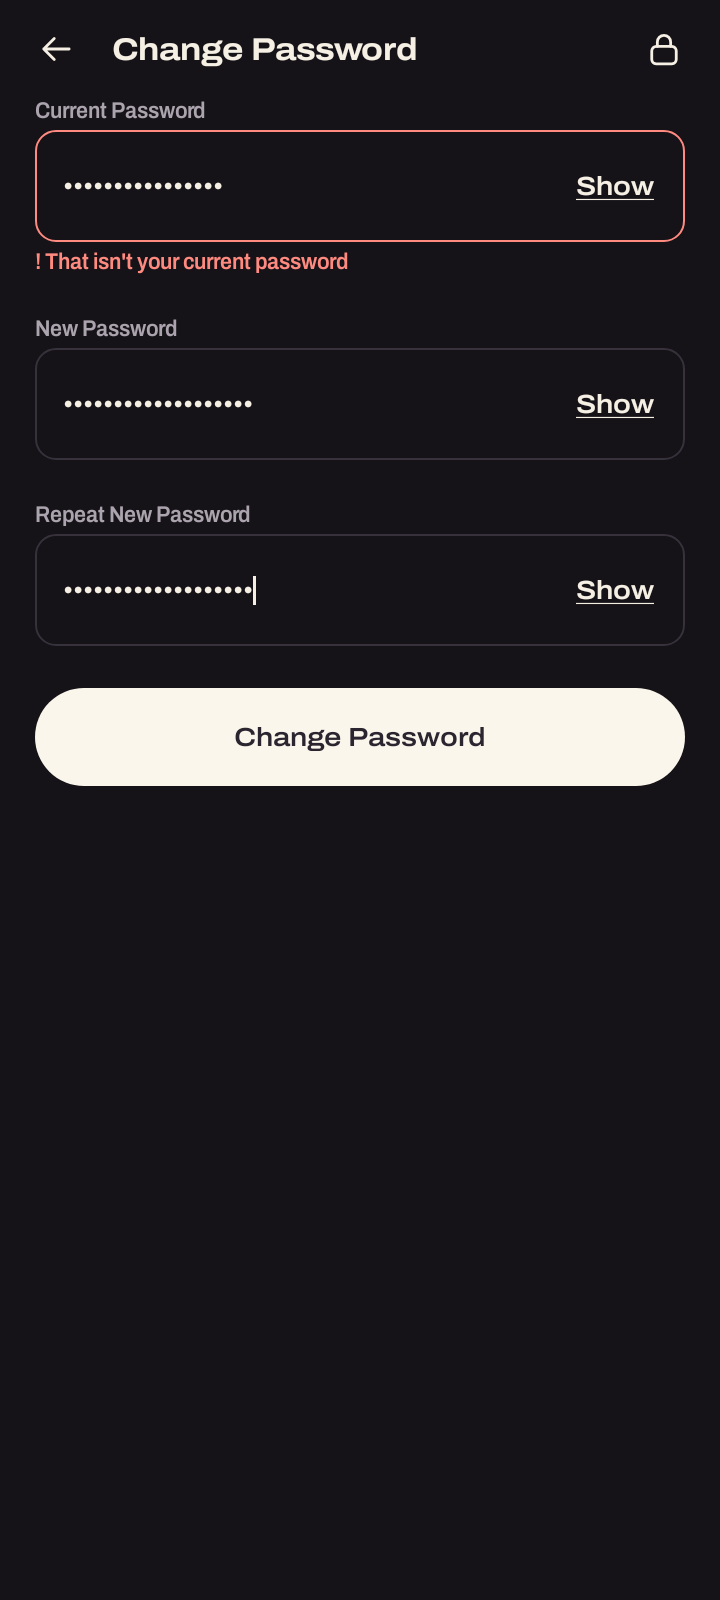 Change Password
Current Password
•••••••••••••••• Show
! That isn't your current password
New Password
••••••••••••••••••• Show
Repeat New Password
••••••••••••••••••• Show
Change Password